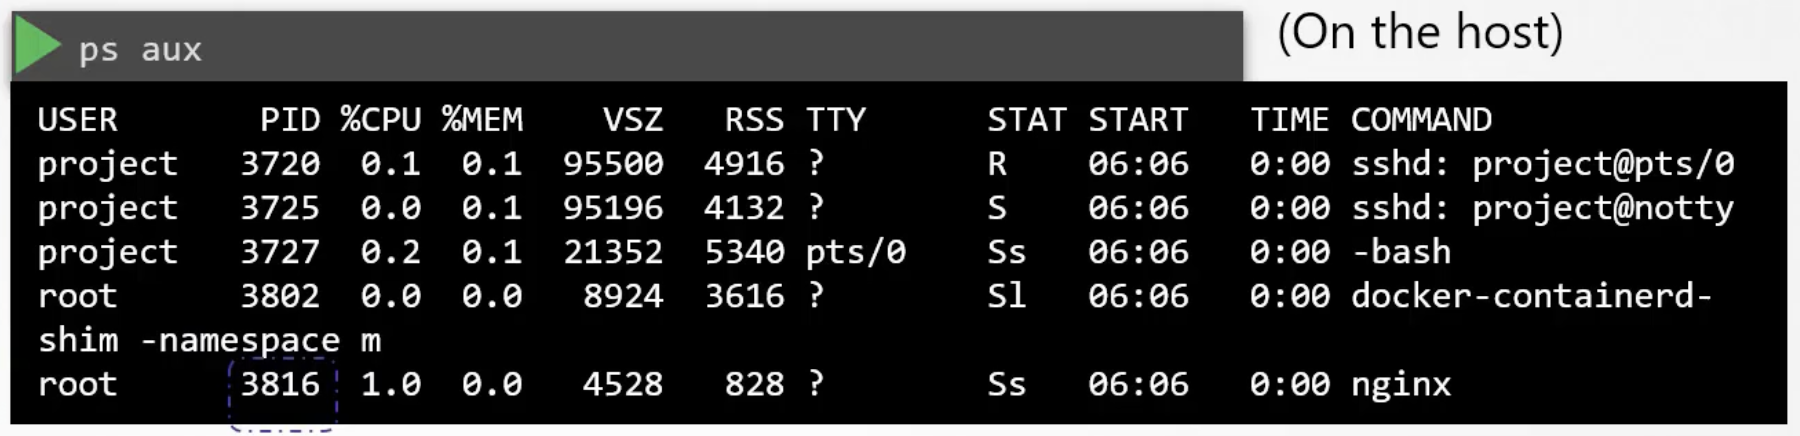 ps aux
(On the host)
USER PID %CPU %MEM VSZ RSS TTY STAT START TIME COMMAND
project 3720 0.1 0.1 95500 4916 ? R 06:06 0:00 sshd: project@pts/0
project 3725 0.0 0.1 95196 4132 ? S 06:06 0:00 sshd: project@notty
project 3727 0.2 0.1 21352 5340 pts/0 Ss 06:06 0:00 -bash
root 3802 0.0 0.0 8924 3616 ? Sl 06:06 0:00 docker-containerd-
shim -namespace m
root 3816 1.0 0.0 4528 828 ? Ss 06:06 0:00 nginx